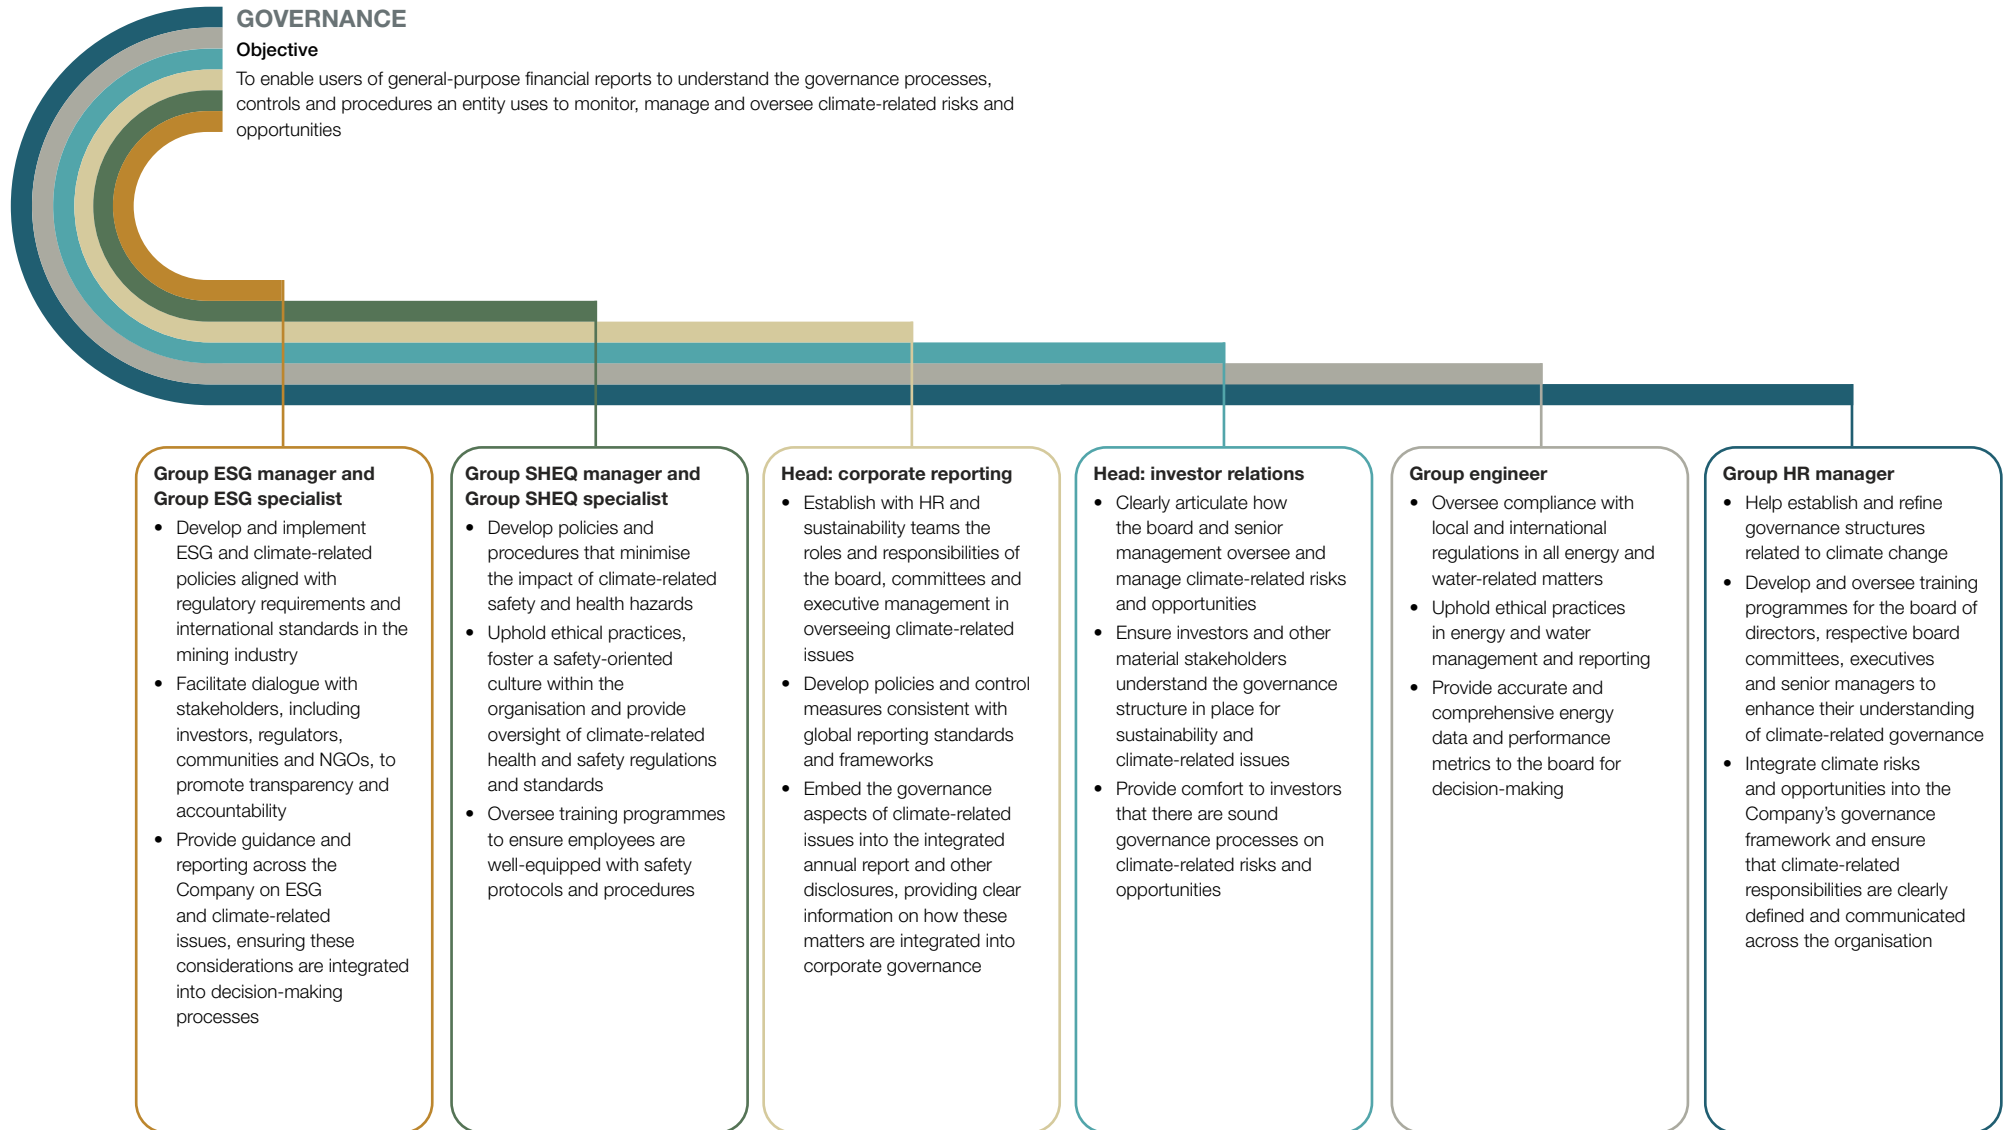 GOVERNANCE
Objective
To enable users of general-purpose financial reports to understand the governance processes,
controls and procedures an entity uses to monitor, manage and oversee climate-related risks and
opportunities
Group ESG manager and
Group ESG specialist
• Develop and implement
ESG and climate-related
policies aligned with
regulatory requirements and
international standards in the
mining industry
• Facilitate dialogue with
stakeholders, including
investors, regulators,
communities and NGOs, to
promote transparency and
accountability
• Provide guidance and
reporting across the
Company on ESG
and climate-related
issues, ensuring these
considerations are integrated
into decision-making
processes
Group SHEQ manager and
Group SHEQ specialist
• Develop policies and
procedures that minimise
the impact of climate-related
safety and health hazards
• Uphold ethical practices,
foster a safety-oriented
culture within the
organisation and provide
oversight of climate-related
health and safety regulations
and standards
• Oversee training programmes
to ensure employees are
well-equipped with safety
protocols and procedures
Head: corporate reporting
• Establish with HR and
sustainability teams the
roles and responsibilities of
the board, committees and
executive management in
overseeing climate-related
issues
• Develop policies and control
measures consistent with
global reporting standards
and frameworks
• Embed the governance
aspects of climate-related
issues into the integrated
annual report and other
disclosures, providing clear
information on how these
matters are integrated into
corporate governance
Head: investor relations
• Clearly articulate how
the board and senior
management oversee and
manage climate-related risks
and opportunities
• Ensure investors and other
material stakeholders
understand the governance
structure in place for
sustainability and
climate-related issues
• Provide comfort to investors
that there are sound
governance processes on
climate-related risks and
opportunities
Group engineer
• Oversee compliance with
local and international
regulations in all energy and
water-related matters
• Uphold ethical practices
in energy and water
management and reporting
• Provide accurate and
comprehensive energy
data and performance
metrics to the board for
decision-making
Group HR manager
• Help establish and refine
governance structures
related to climate change
• Develop and oversee training
programmes for the board of
directors, respective board
committees, executives
and senior managers to
enhance their understanding
of climate-related governance
• Integrate climate risks
and opportunities into the
Company’s governance
framework and ensure
that climate-related
responsibilities are clearly
defined and communicated
across the organisation